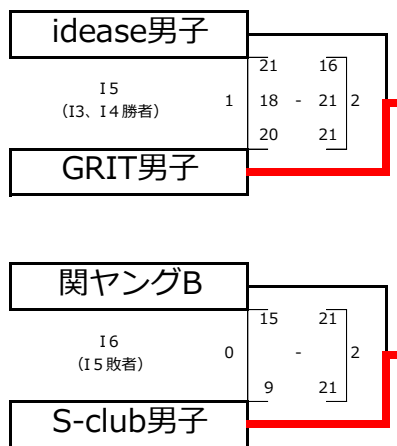 idease男子
21 16
I5
(I3、I4勝者)
1 18 - 21 2
20 21
GRIT男子
関ヤングB
15 21
I6
(I5敗者)
0 - 2
9 21
S-club男子